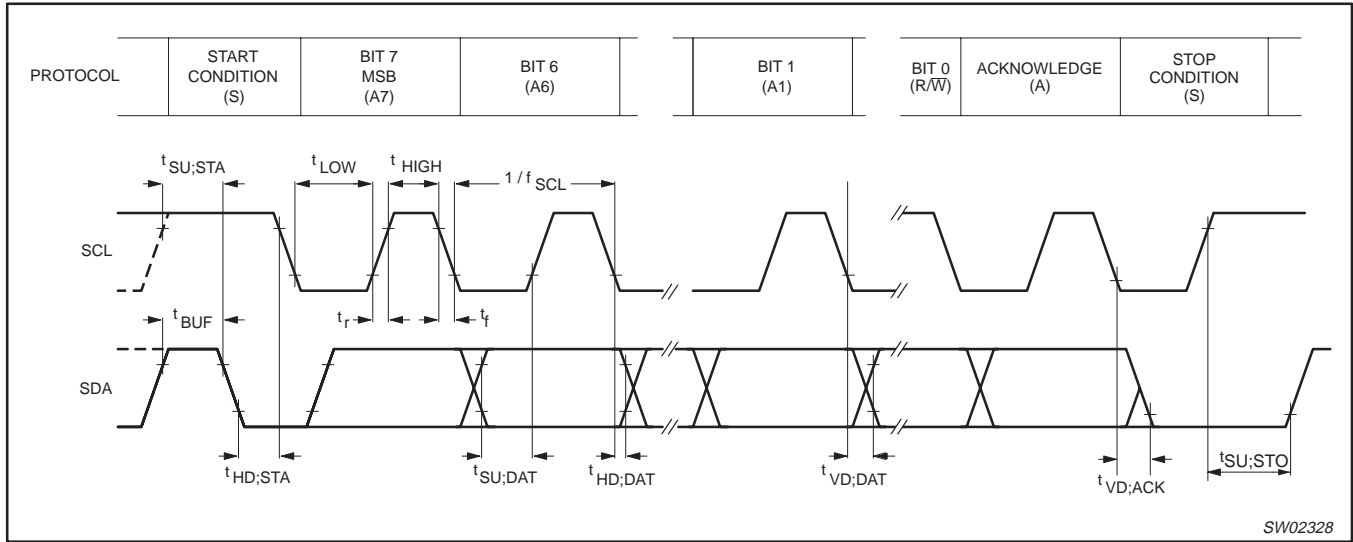 PROTOCOL
START
CONDITION
(S)
BIT 7
MSB
(A7)
BIT 6
(A6)
BIT 1
(A1)
BIT 0
(R/W̅)
ACKNOWLEDGE
(A)
STOP
CONDITION
(S)
t SU;STA
t LOW
t HIGH
1 / f SCL
SCL
t BUF
t r
t f
SDA
t HD;STA
t SU;DAT
t HD;DAT
t VD;DAT
t VD;ACK
t SU;STO
SW02328